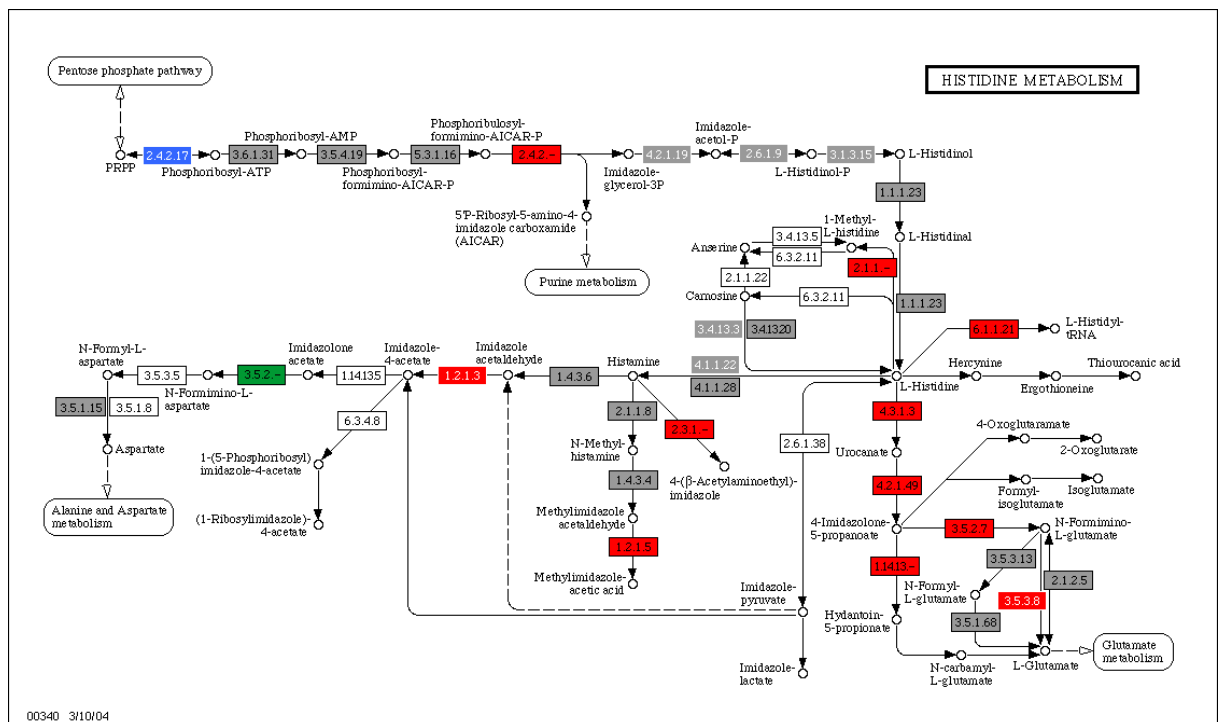 Pentose phosphate pathway
HISTIDINE METABOLISM
Phosphoribosyl-AMP
Phosphoribulosyl-
formimino-AICAR-P
Imidazole-
acetol-P
PRPP
2.4.2.17
3.6.1.31
3.5.4.19
5.3.1.16
2.4.2.-
4.2.1.19
2.6.1.9
3.1.3.15
L-Histidinol
Phosphoribosyl-ATP
Phosphoribosyl-
formimino-AICAR-P
Imidazole-
glycerol-3P
L-Histidinol-P
1.1.1.23
5'P-Ribosyl-5-amino-4-
imidazole carboxamide
(AICAR)
Purine metabolism
1-Methyl-
L-histidine
L-Histidinal
Anserine
3.4.13.5
6.3.2.11
2.1.1.22
2.1.1.-
Carnosine
6.3.2.11
1.1.1.23
3.4.13.3
3.4.13.20
6.1.1.21
L-Histidyl-
tRNA
N-Formyl-L-
aspartate
Imidazolone
acetate
Imidazole-
4-acetate
Imidazole
acetaldehyde
Histamine
4.1.1.22
4.1.1.28
Hercynine
Thiourocanic acid
3.5.3.5
3.5.2.-
1.14.13.5
1.2.1.3
1.4.3.6
L-Histidine
Ergothioneine
N-Formimino-L-
aspartate
3.5.1.15
3.5.1.8
6.3.4.8
2.1.1.8
2.3.1.-
4.3.1.3
Aspartate
1-(5-Phosphoribosyl)
imidazole-4-acetate
N-Methyl-
histamine
2.6.1.38
Urocanate
4-Oxoglutaramate
2-Oxoglutarate
4-(β-Acetylaminoethyl)-
imidazole
1.4.3.4
4.2.1.49
Formyl-
isoglutamate
Isoglutamate
Alanine and Aspartate
metabolism
(1-Ribosylimidazole)-
4-acetate
Methylimidazole
acetaldehyde
4-Imidazolone-
5-propanoate
3.5.2.7
N-Formimino-
L-glutamate
1.2.1.5
1.14.13.-
3.5.3.13
2.1.2.5
Methylimidazole-
acetic acid
Imidazole-
pyruvate
N-Formyl-
L-glutamate
3.5.3.8
Hydantoin-
5-propionate
3.5.1.68
Glutamate
metabolism
Imidazole-
lactate
N-carbamyl-
L-glutamate
L-Glutamate
00340 3/10/04